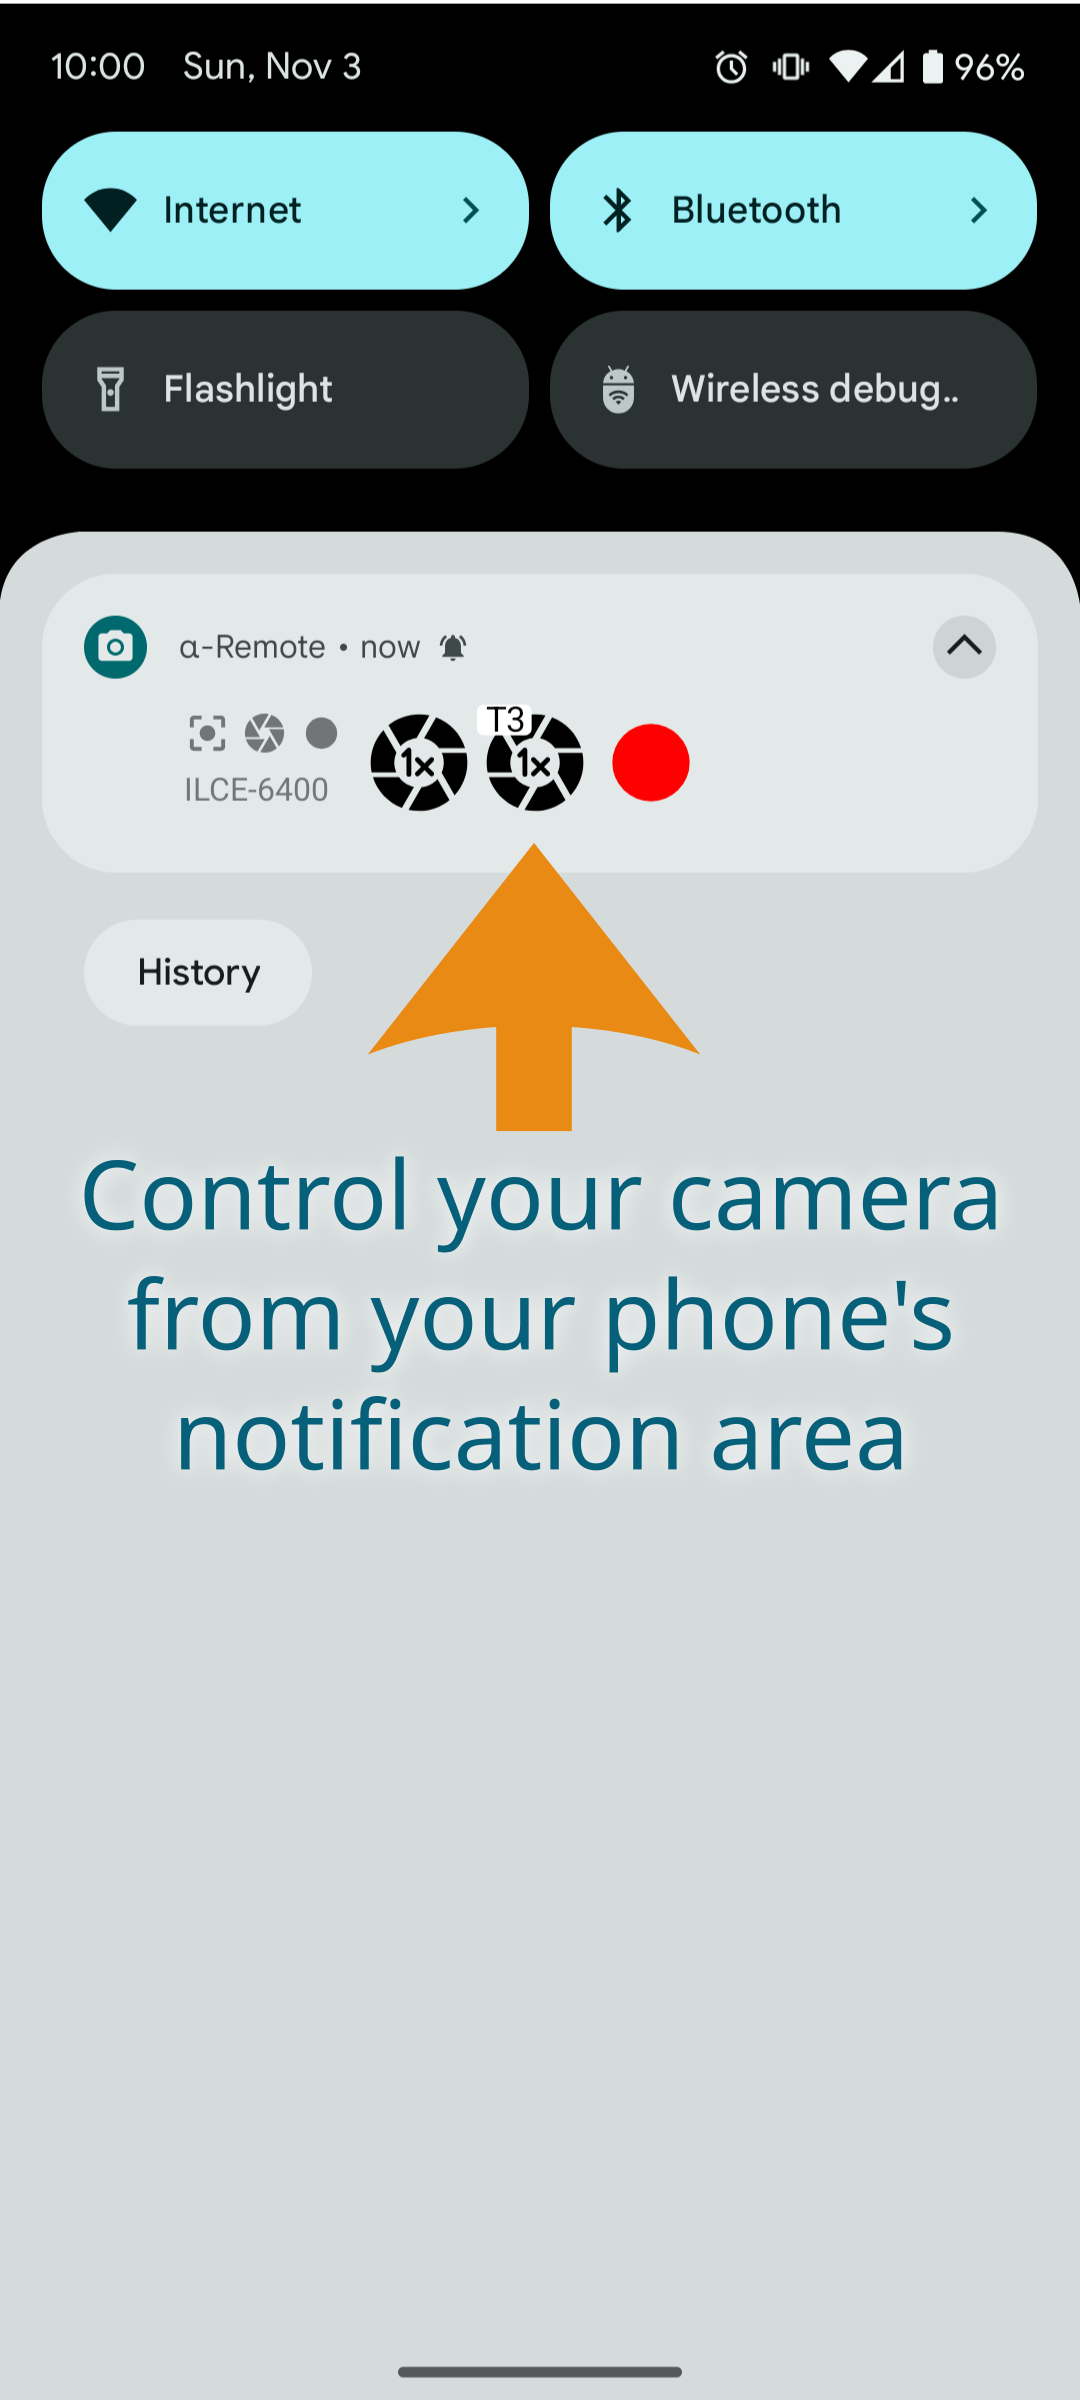 10:00 Sun, Nov 3 96%
Internet Bluetooth
Flashlight Wireless debug..
α-Remote • now
T3
1x 1x
ILCE-6400
History
Control your camera
from your phone's
notification area